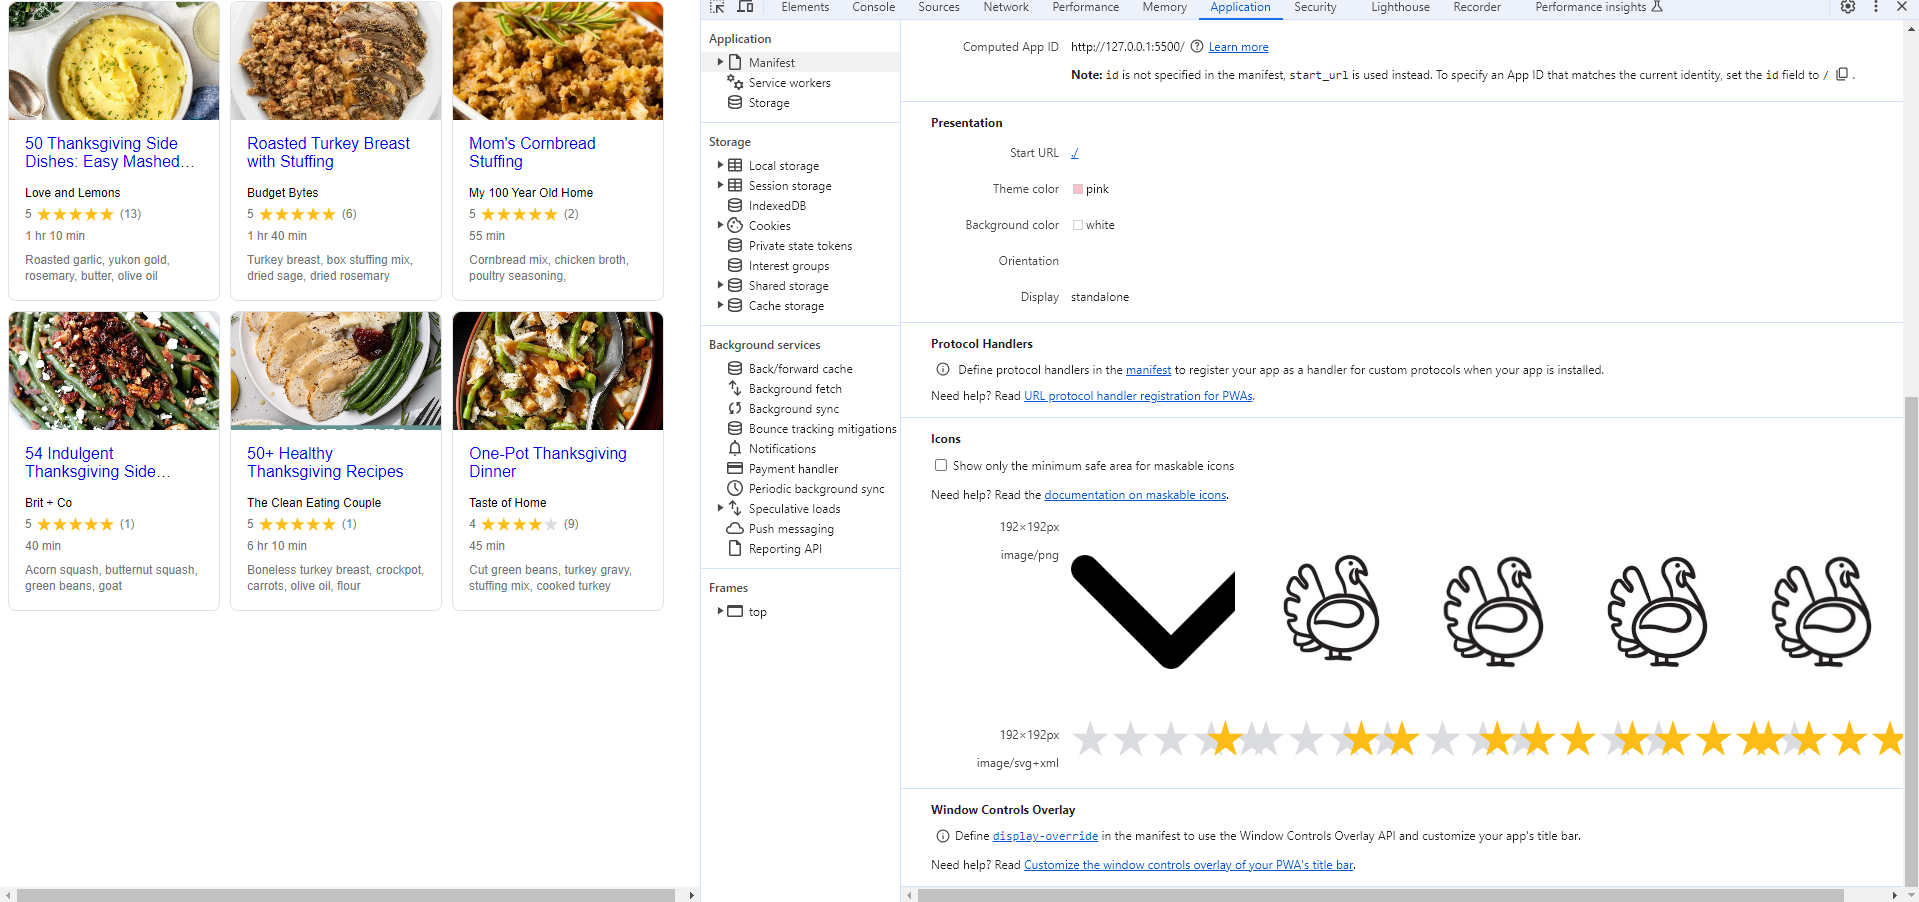 50 Thanksgiving Side
Dishes: Easy Mashed…
Love and Lemons
5 (13)
1 hr 10 min
Roasted garlic, yukon gold,
rosemary, butter, olive oil
Roasted Turkey Breast
with Stuffing
Budget Bytes
5 (6)
1 hr 40 min
Turkey breast, box stuffing mix,
dried sage, dried rosemary
Mom's Cornbread
Stuffing
My 100 Year Old Home
5 (2)
55 min
Cornbread mix, chicken broth,
poultry seasoning,
54 Indulgent
Thanksgiving Side…
Brit + Co
5 (1)
40 min
Acorn squash, butternut squash,
green beans, goat
50+ Healthy
Thanksgiving Recipes
The Clean Eating Couple
5 (1)
6 hr 10 min
Boneless turkey breast, crockpot,
carrots, olive oil, flour
One-Pot Thanksgiving
Dinner
Taste of Home
4 (9)
45 min
Cut green beans, turkey gravy,
stuffing mix, cooked turkey
Elements Console Sources Network Performance Memory Application Security Lighthouse Recorder Performance insights
Application
Manifest
Service workers
Storage
Storage
Local storage
Session storage
IndexedDB
Cookies
Private state tokens
Interest groups
Shared storage
Cache storage
Background services
Back/forward cache
Background fetch
Background sync
Bounce tracking mitigations
Notifications
Payment handler
Periodic background sync
Speculative loads
Push messaging
Reporting API
Frames
top
Computed App ID http://127.0.0.1:5500/ Learn more
Note: id is not specified in the manifest, start_url is used instead. To specify an App ID that matches the current identity, set the id field to / .
Presentation
Start URL ./
Theme color pink
Background color white
Orientation
Display standalone
Protocol Handlers
Define protocol handlers in the manifest to register your app as a handler for custom protocols when your app is installed.
Need help? Read URL protocol handler registration for PWAs.
Icons
Show only the minimum safe area for maskable icons
Need help? Read the documentation on maskable icons.
192×192px
image/png
192×192px
image/svg+xml
Window Controls Overlay
Define display-override in the manifest to use the Window Controls Overlay API and customize your app's title bar.
Need help? Read Customize the window controls overlay of your PWA's title bar.